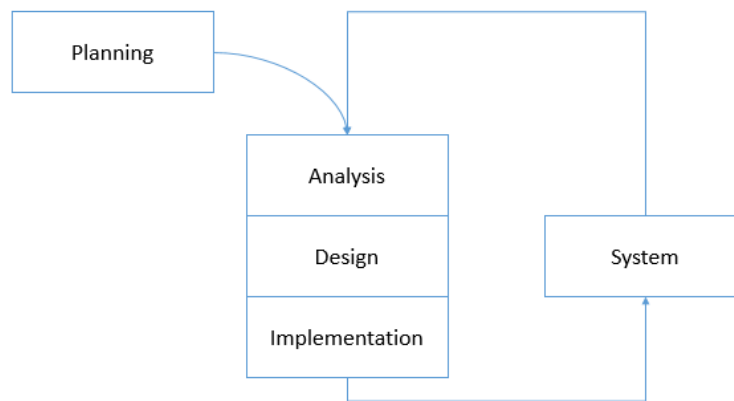 Planning
Analysis
Design
System
Implementation